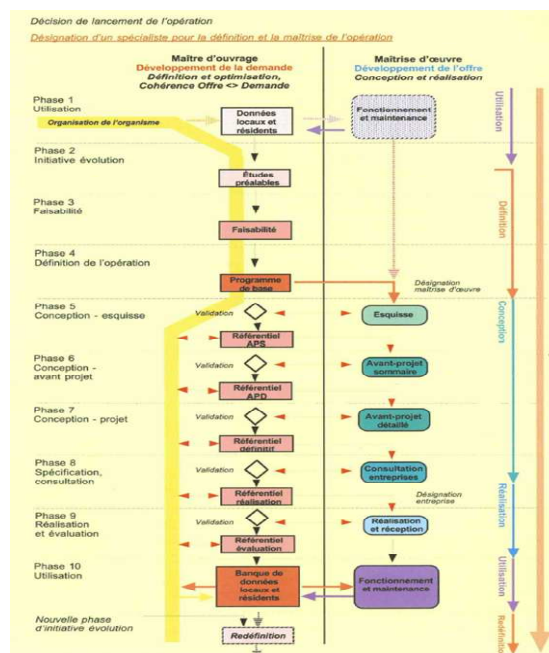 Décision de lancement de l'opération
Désignation d'un spécialiste pour la définition et la maîtrise de l'opération
Maître d'ouvrage
Développement de la demande
Définition et optimisation,
Cohérence Offre <> Demande
Maîtrise d'œuvre
Développement de l'offre
Conception et réalisation
Phase 1
Utilisation
Organisation de l'organisme
Données
locaux et
résidents
Fonctionnement
et maintenance
Utilisation
Phase 2
Initiative évolution
Études
préalables
Phase 3
Faisabilité
Faisabilité
Définition
Phase 4
Définition de l'opération
Programme
de base
Désignation
maîtrise d'œuvre
Phase 5
Conception - esquisse
Validation
Esquisse
Référentiel
APS
Conception
Phase 6
Conception -
avant projet
Validation
Avant-projet
sommaire
Référentiel
APD
Phase 7
Conception - projet
Validation
Avant-projet
détaillé
Référentiel
définitif
Phase 8
Spécification,
consultation
Validation
Consultation
entreprises
Référentiel
réalisation
Désignation
entreprise
Réalisation
Phase 9
Réalisation
et évaluation
Validation
Réalisation
et réception
Référentiel
évaluation
Phase 10
Utilisation
Banque de
données
locaux et
résidents
Fonctionnement
et maintenance
Utilisation
Nouvelle phase
d'initiative évolution
Redéfinition
Redéfinition